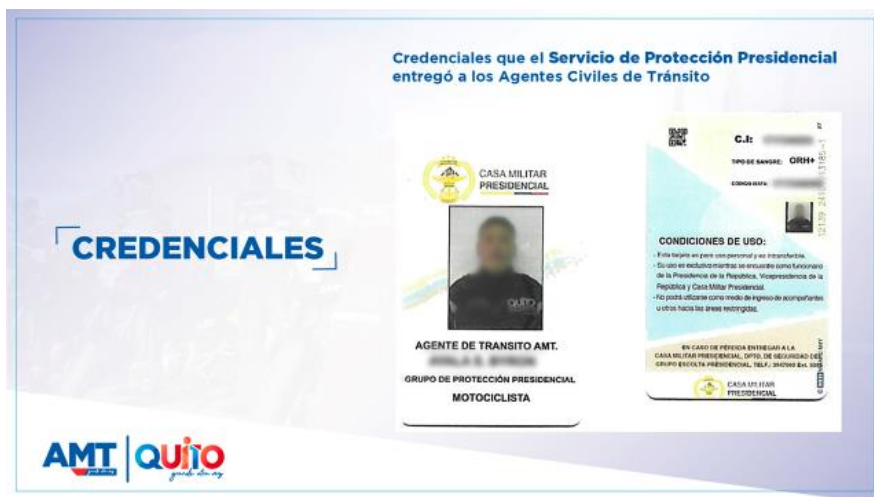 Credenciales que el Servicio de Protección Presidencial
entregó a los Agentes Civiles de Tránsito
CREDENCIALES
CASA MILITAR
PRESIDENCIAL
AGENTE DE TRANSITO AMT.
GRUPO DE PROTECCIÓN PRESIDENCIAL
MOTOCICLISTA
C.I:
TIPO DE SANGRE: ORH+
CONDICIONES DE USO:
- Esta tarjeta es para uso personal y es intransferible.
- Su uso es exclusivo mientras se encuentre como funcionario
de la Presidencia de la República, Vicepresidencia de la
República y Casa Militar Presidencial.
- No podrá utilizarse como medio de ingreso de acompañantes
u otros hacia las áreas restringidas.
EN CASO DE PÉRDIDA ENTREGAR A LA
CASA MILITAR PRESIDENCIAL, DPTO. DE SEGURIDAD DEL
GRUPO ESCOLTA PRESIDENCIAL, TELF.:
CASA MILITAR
PRESIDENCIAL
AMT
QUITO
grande otra vez